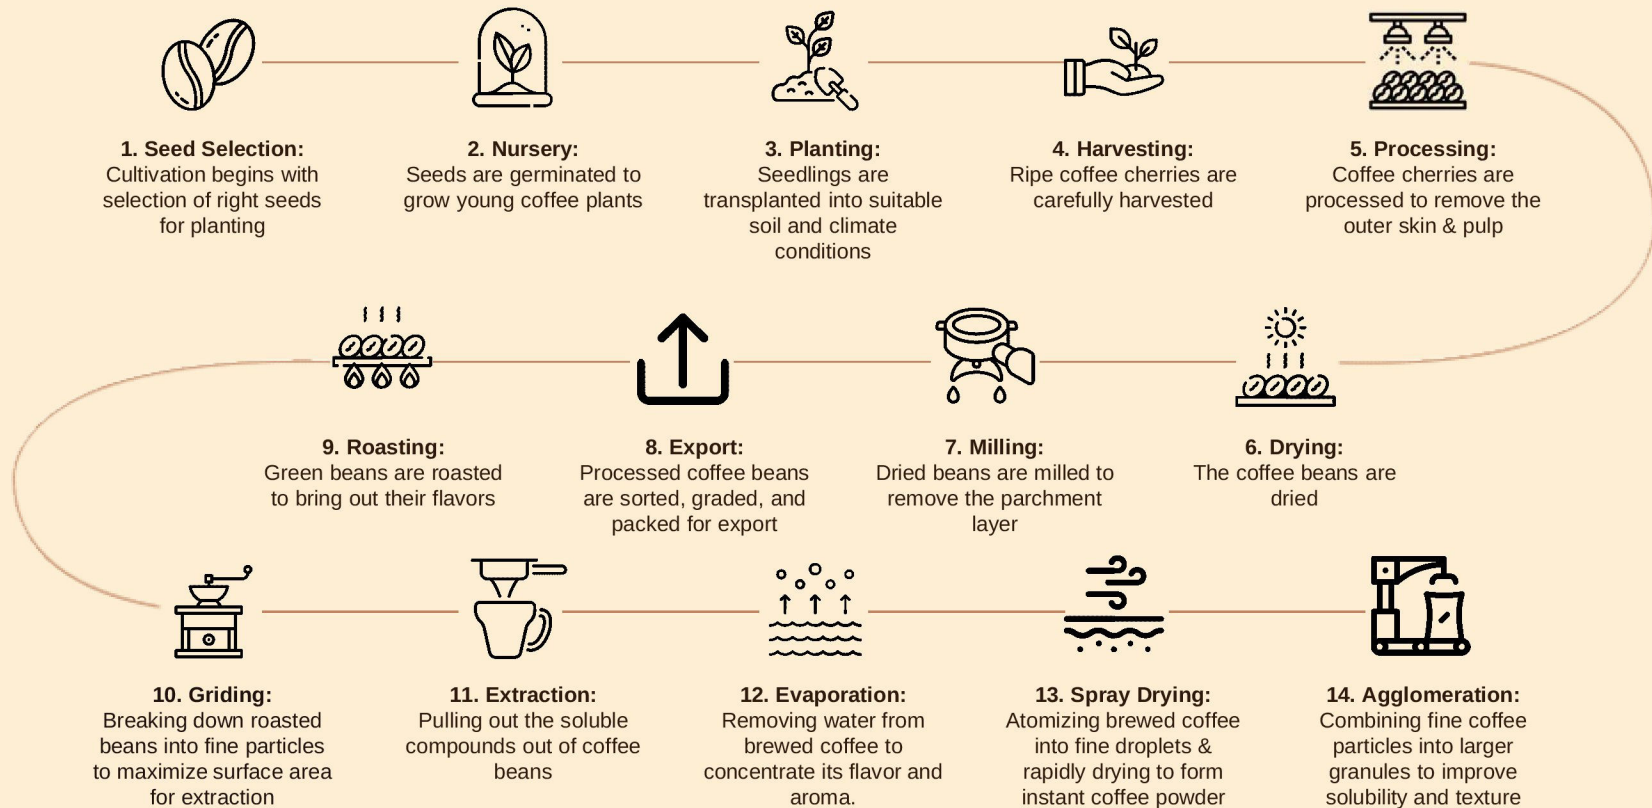 1. Seed Selection:
Cultivation begins with
selection of right seeds
for planting
2. Nursery:
Seeds are germinated to
grow young coffee plants
3. Planting:
Seedlings are
transplanted into suitable
soil and climate
conditions
4. Harvesting:
Ripe coffee cherries are
carefully harvested
5. Processing:
Coffee cherries are
processed to remove the
outer skin & pulp
6. Drying:
The coffee beans are
dried
7. Milling:
Dried beans are milled to
remove the parchment
layer
8. Export:
Processed coffee beans
are sorted, graded, and
packed for export
9. Roasting:
Green beans are roasted
to bring out their flavors
10. Griding:
Breaking down roasted
beans into fine particles
to maximize surface area
for extraction
11. Extraction:
Pulling out the soluble
compounds out of coffee
beans
12. Evaporation:
Removing water from
brewed coffee to
concentrate its flavor and
aroma.
13. Spray Drying:
Atomizing brewed coffee
into fine droplets &
rapidly drying to form
instant coffee powder
14. Agglomeration:
Combining fine coffee
particles into larger
granules to improve
solubility and texture